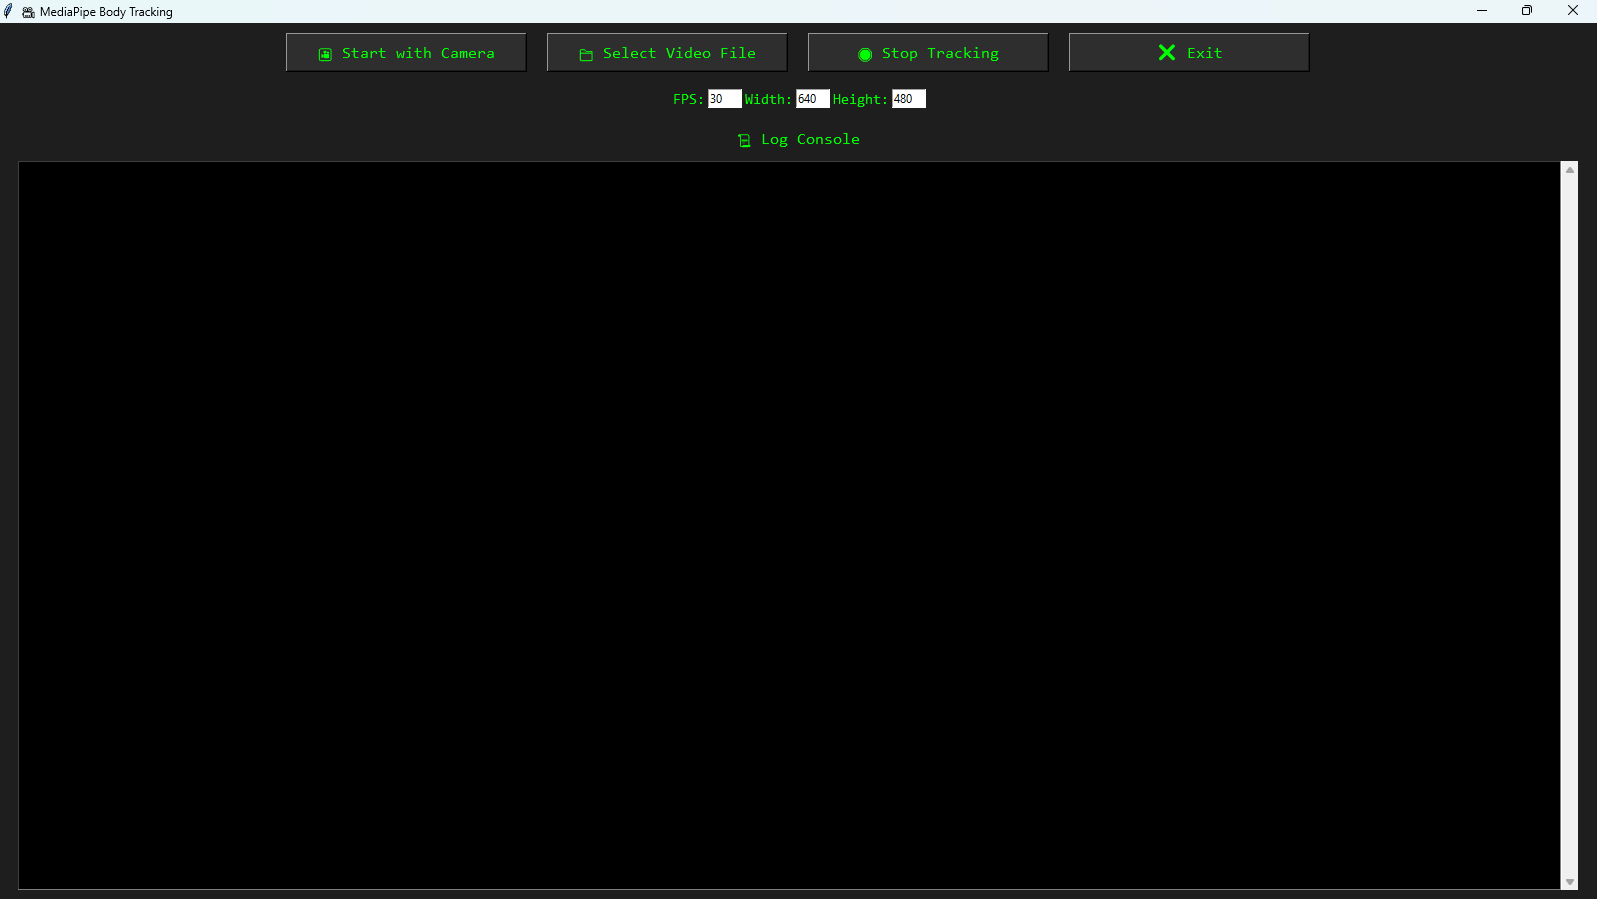 MediaPipe Body Tracking
Start with Camera
Select Video File
Stop Tracking
Exit
FPS: 30 Width: 640 Height: 480
Log Console